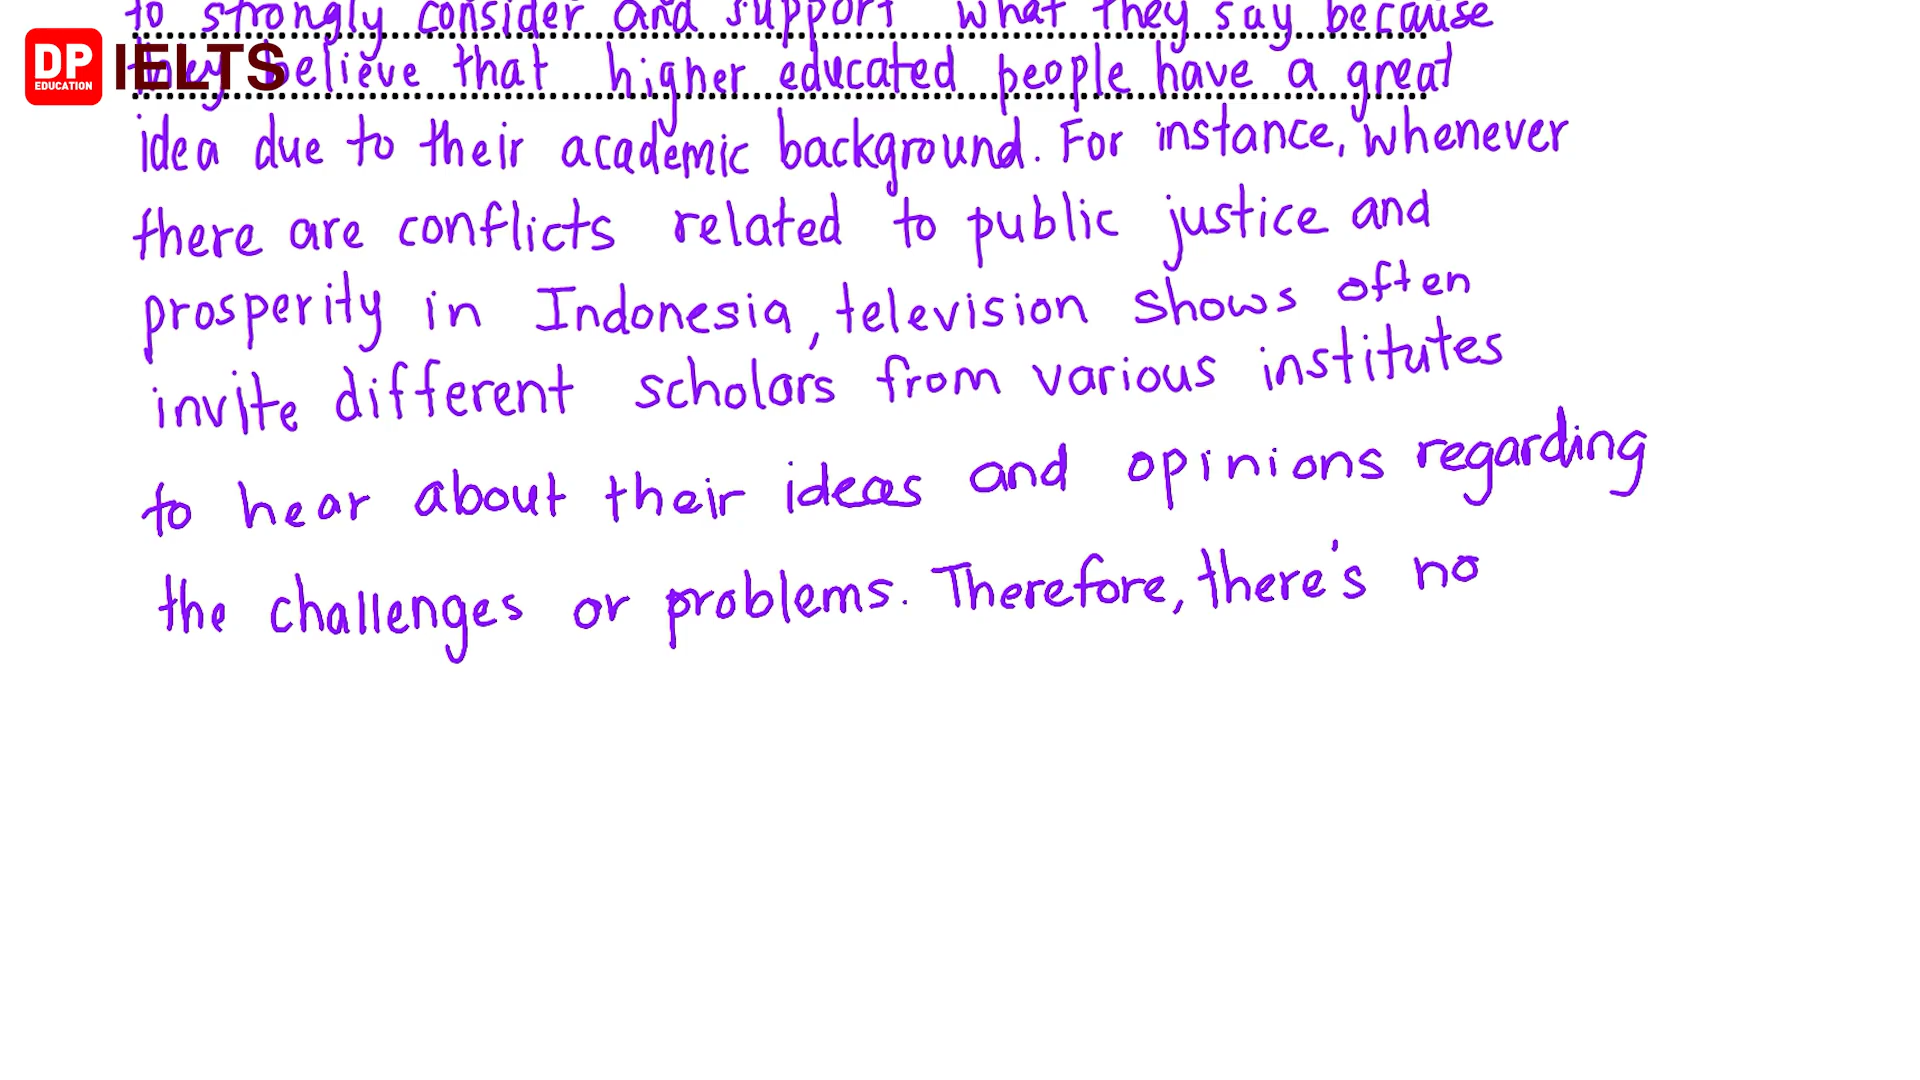 to strongly consider and support what they say because
DP EDUCATION IELTS
they believe that higher educated people have a great
idea due to their academic background. For instance, whenever
there are conflicts related to public justice and
prosperity in Indonesia, television shows often
invite different scholars from various institutes
to hear about their ideas and opinions regarding
the challenges or problems. Therefore, there's no